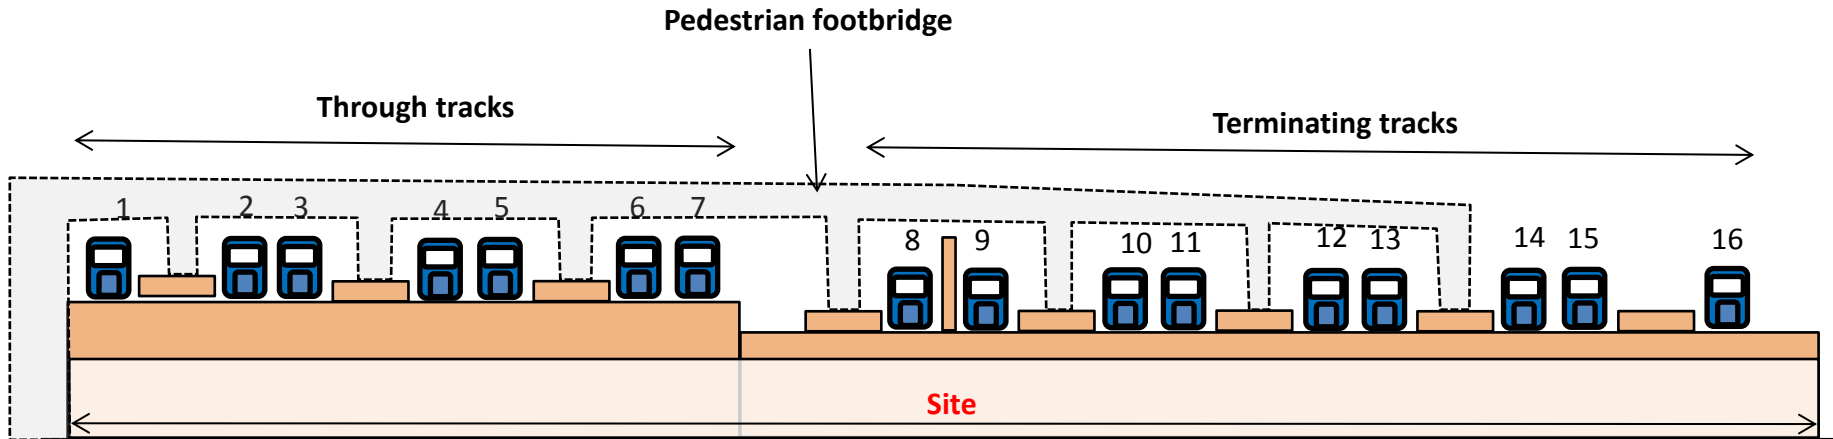 Pedestrian footbridge
Through tracks
Terminating tracks
1 2 3 4 5 6 7 8 9 10 11 12 13 14 15 16
Site